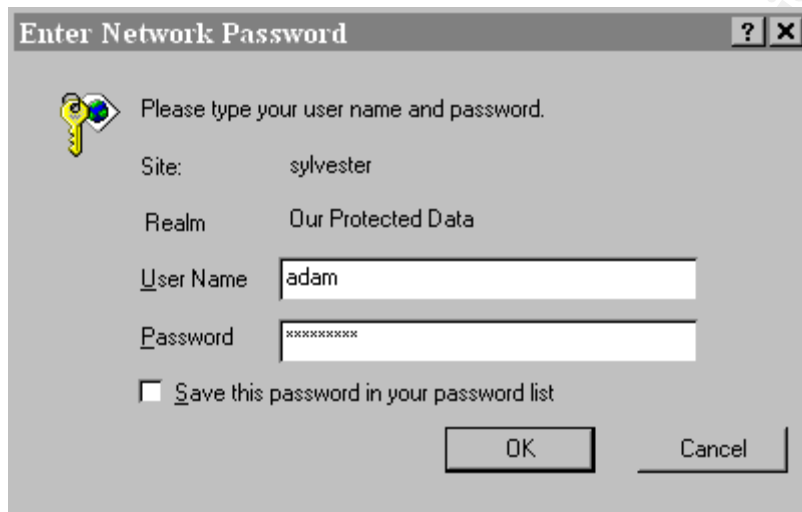 Enter Network Password
? X
Please type your user name and password.
Site: sylvester
Realm Our Protected Data
User Name adam
Password *********
Save this password in your password list
OK Cancel